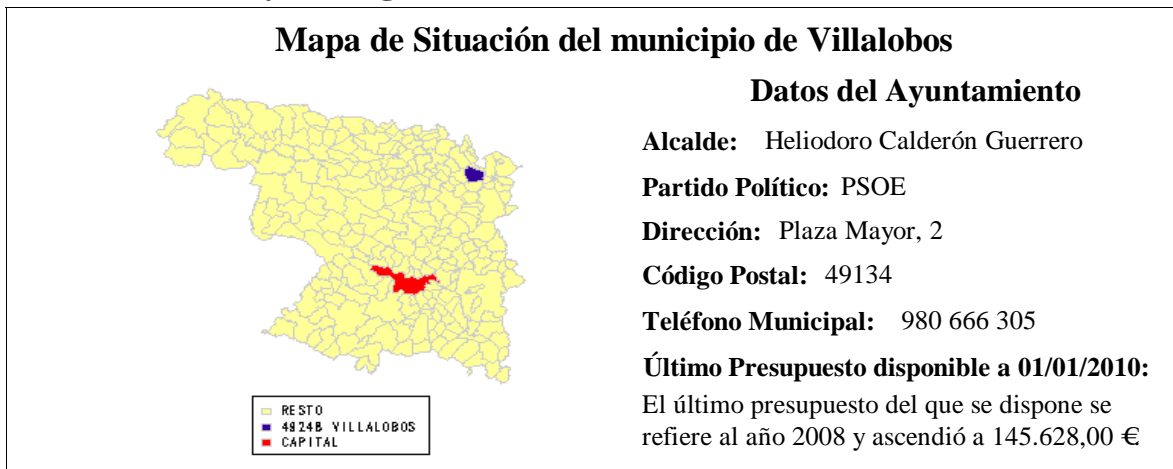 Mapa de Situación del municipio de Villalobos
Datos del Ayuntamiento
Alcalde: Heliodoro Calderón Guerrero
Partido Político: PSOE
Dirección: Plaza Mayor, 2
Código Postal: 49134
Teléfono Municipal: 980 666 305
Último Presupuesto disponible a 01/01/2010:
El último presupuesto del que se dispone se
refiere al año 2008 y ascendió a 145.628,00 €
RESTO
VILLALOBOS
CAPITAL